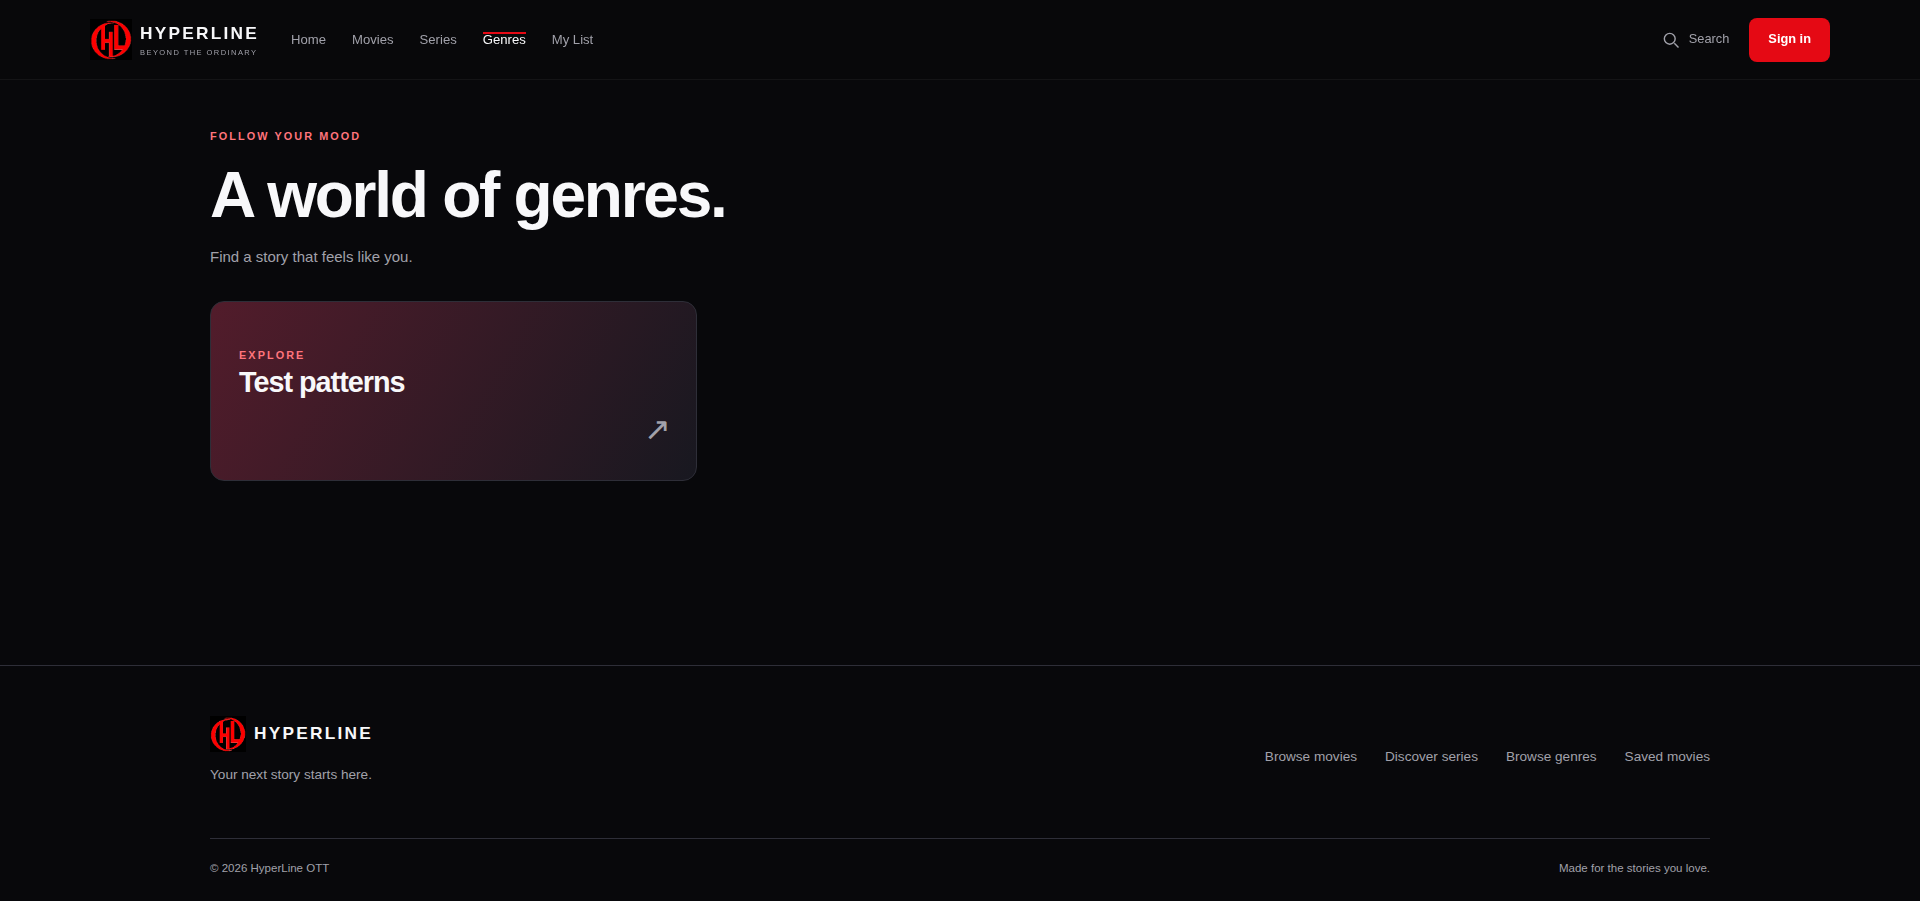 HYPERLINE
BEYOND THE ORDINARY
Home Movies Series Genres My List
Search
Sign in
FOLLOW YOUR MOOD
A world of genres.
Find a story that feels like you.
EXPLORE
Test patterns
↗
HYPERLINE
Your next story starts here.
Browse movies Discover series Browse genres Saved movies
© 2026 HyperLine OTT
Made for the stories you love.